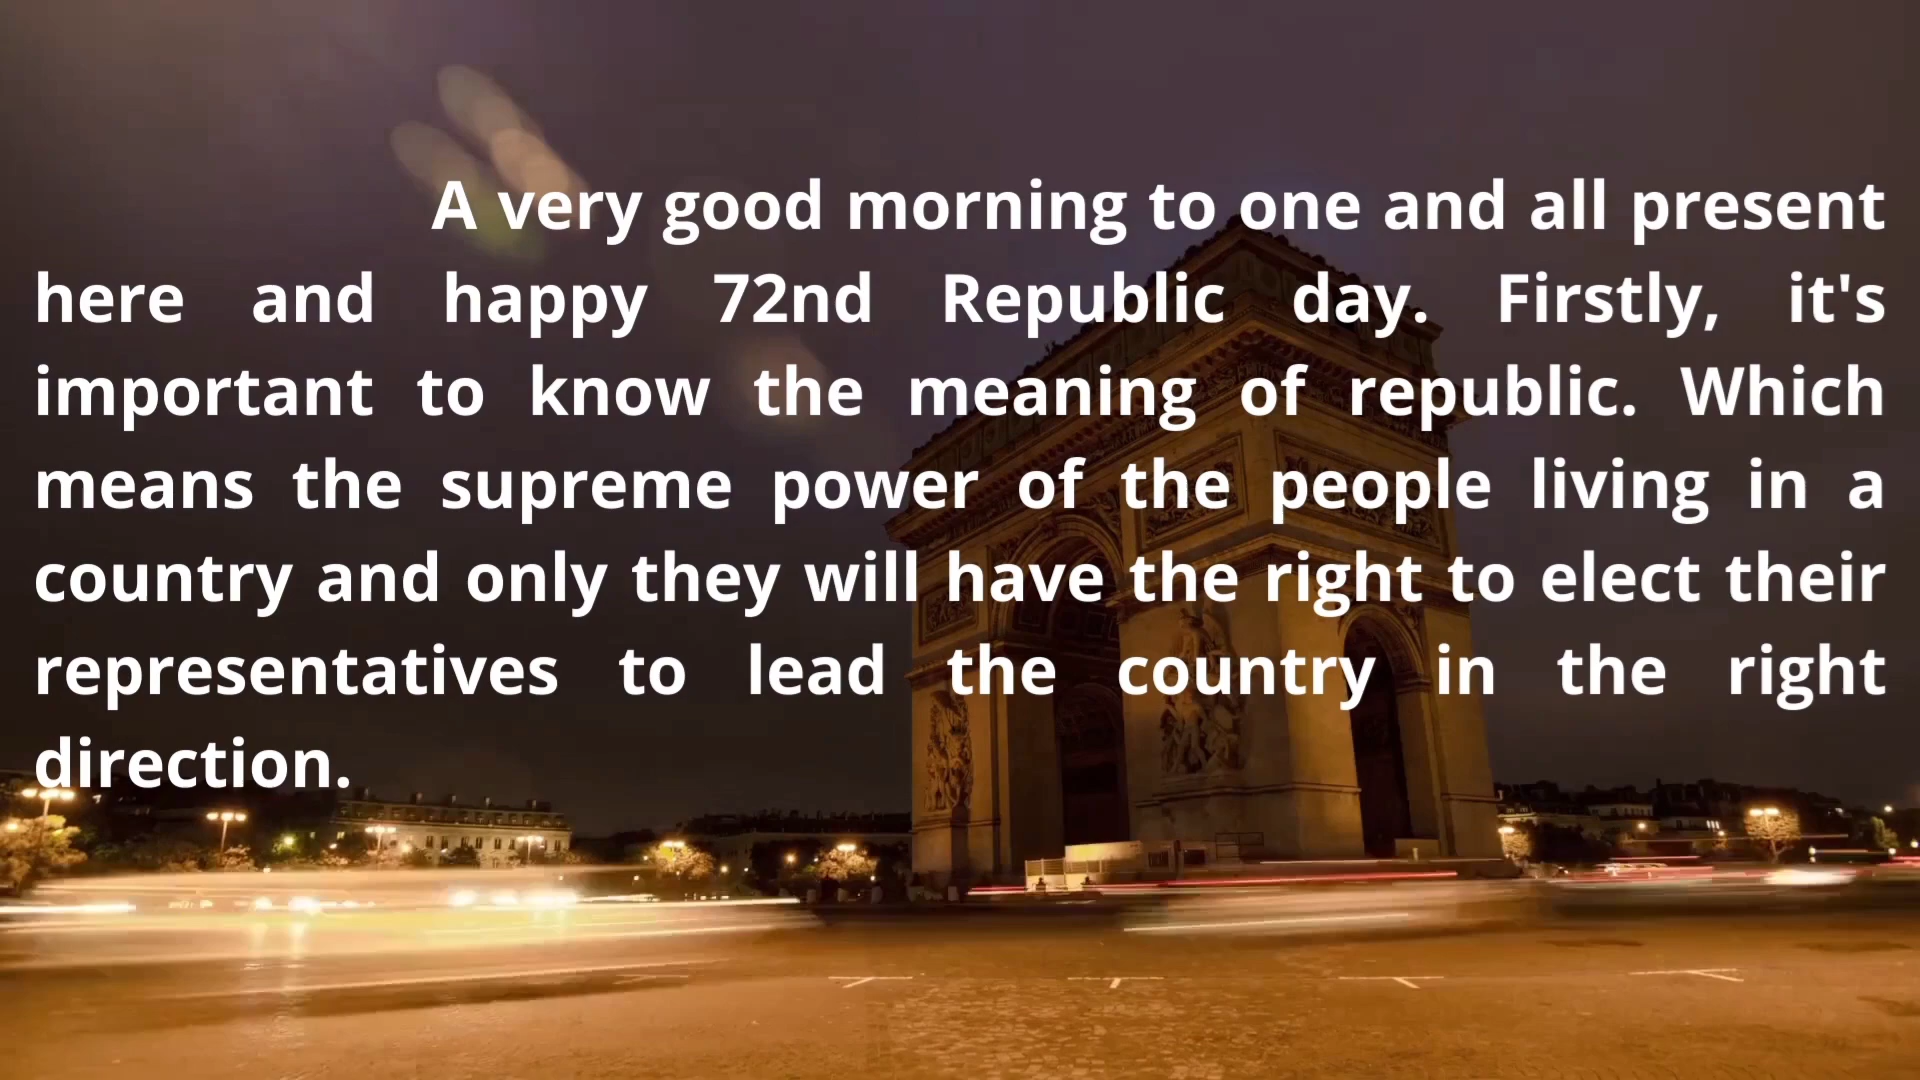 A very good morning to one and all present
here and happy 72nd Republic day. Firstly, it's
important to know the meaning of republic. Which
means the supreme power of the people living in a
country and only they will have the right to elect their
representatives to lead the country in the right
direction.